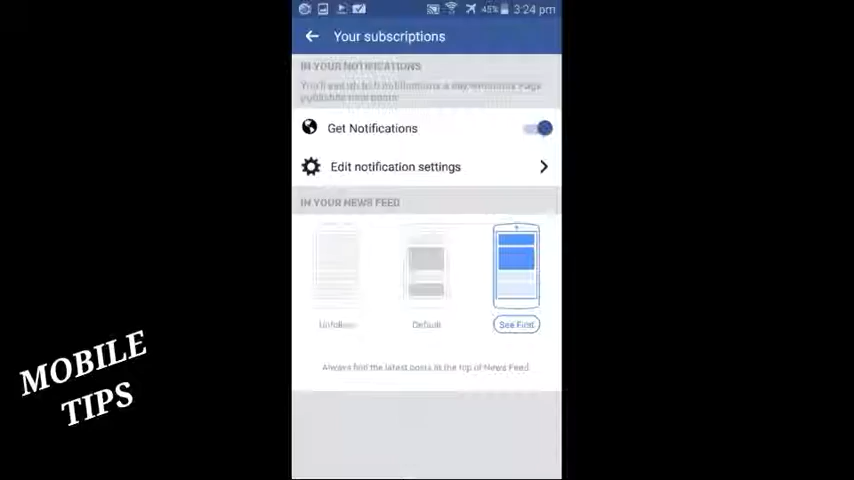 45% 3:24 pm
Your subscriptions
IN YOUR NOTIFICATIONS
Get Notifications
Edit notification settings
IN YOUR NEWS FEED
Unfollow Default See First
Always find the latest posts at the top of News Feed.
MOBILE
TIPS